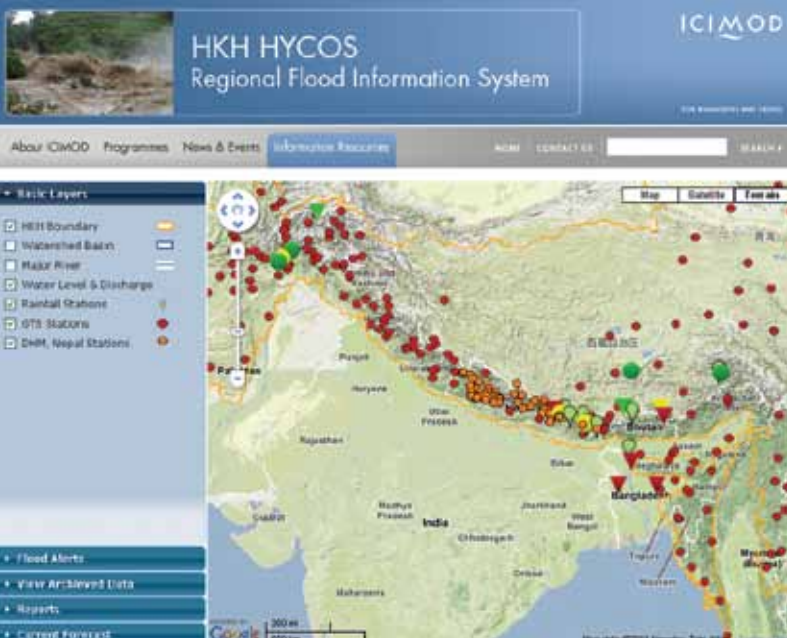 HKH HYCOS
Regional Flood Information System
ICIMOD
About ICIMOD Programmes News & Events Information Resources HOME CONTACT US SEARCH
Basic Layers
HKH Boundary
Watershed Basin
Major River
Water Level & Discharge
Rainfall Stations
GTS Stations
DHM, Nepal Stations
Flood Alerts
View Archieved Data
Reports
Current Forecast
Map Satellite Terrain
Punjab
Pakistan
Haryana
Uttar
Pradesh
Rajasthan
Bhutan
Assam
Meghalaya
Bihar
Bangladesh
Gujarat
Madhya
Pradesh
India
Jharkhand
West
Bengal
Chhattisgarh
Tripura
Mizoram
Orissa
Maharashtra
Google